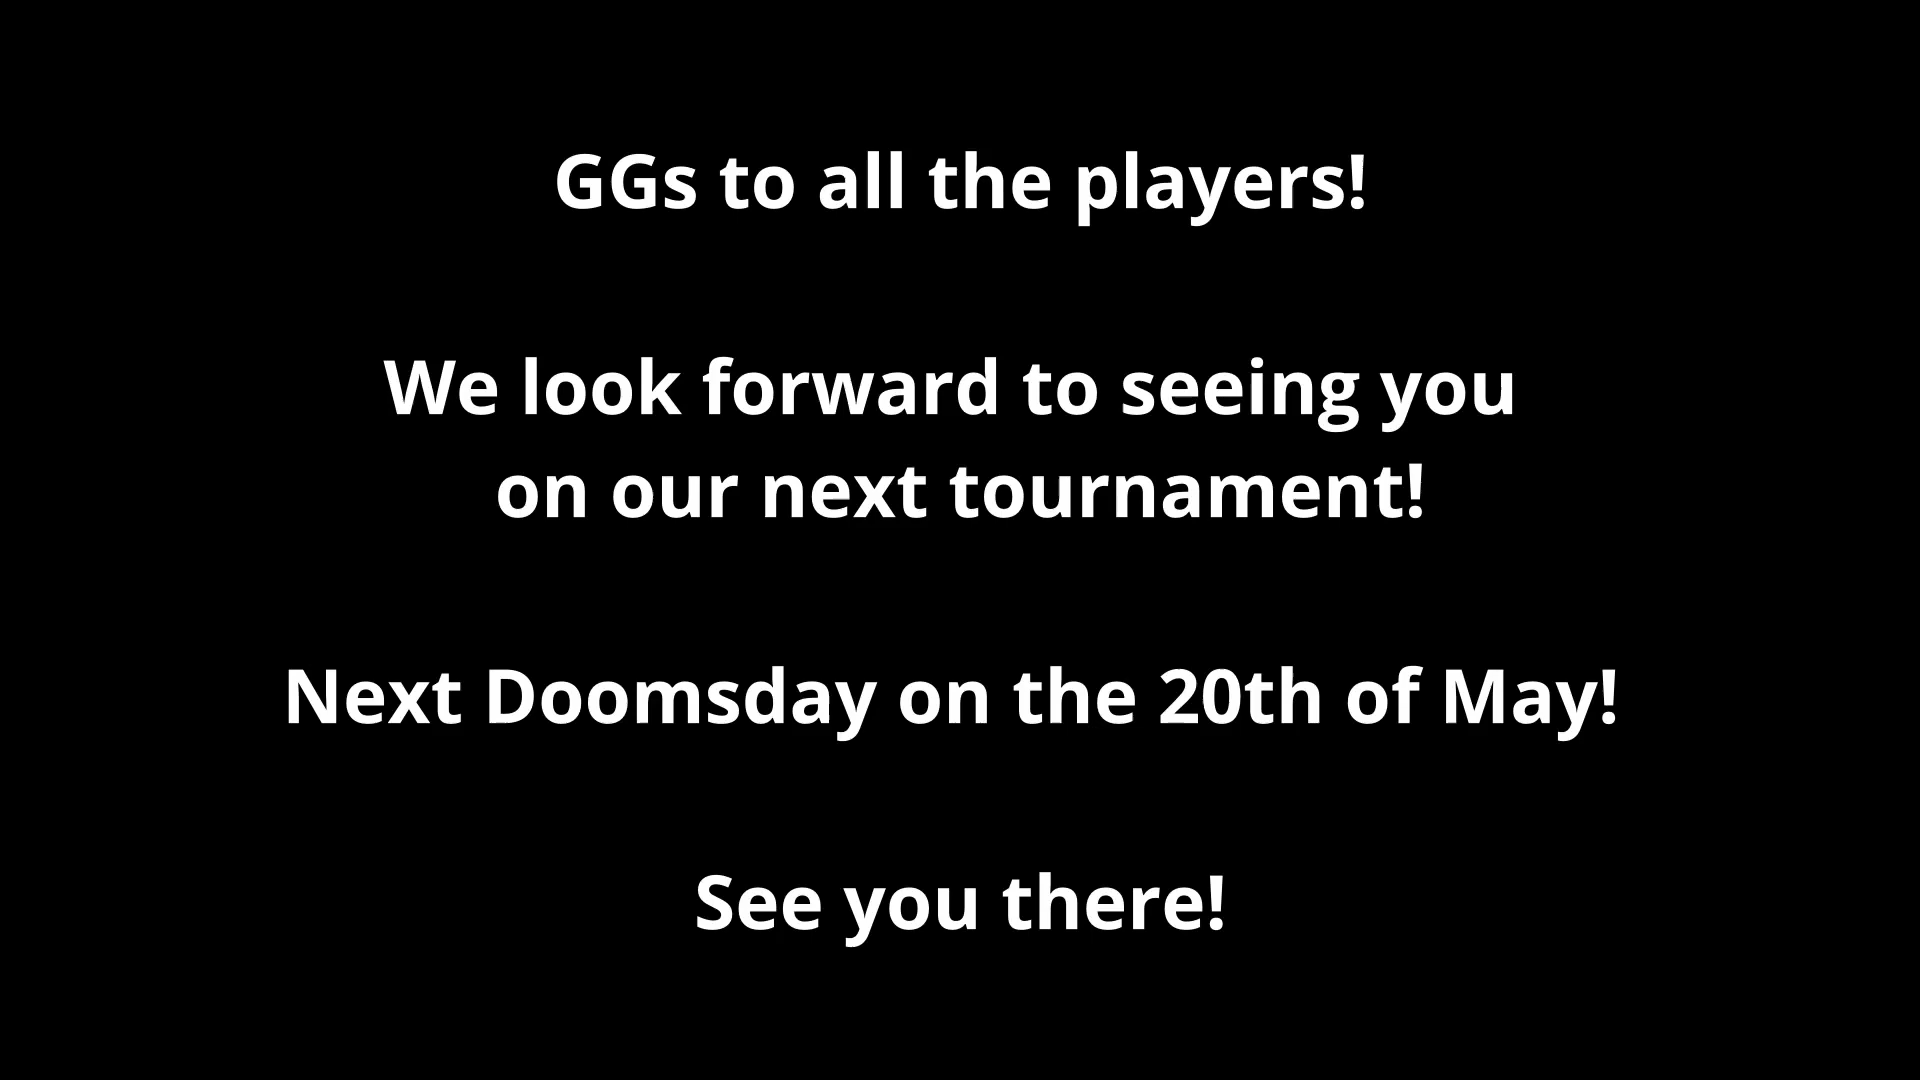 GGs to all the players!
We look forward to seeing you
on our next tournament!
Next Doomsday on the 20th of May!
See you there!